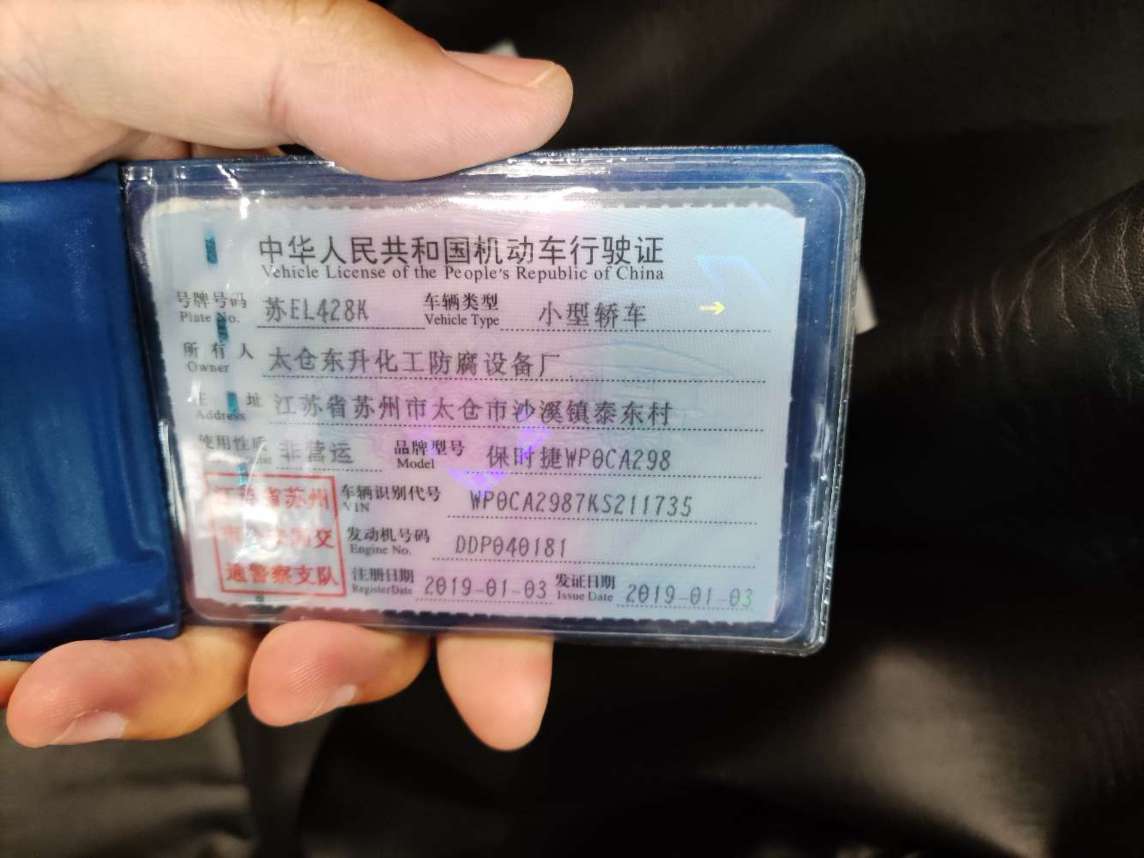 中华人民共和国机动车行驶证
Vehicle License of the People's Republic of China
号牌号码 苏EL428K 车辆类型 小型轿车
Plate No. Vehicle Type
所有人 太仓东升化工防腐设备厂
Owner
住址 江苏省苏州市太仓市沙溪镇泰东村
Address
使用性质 非营运 品牌型号 保时捷WP0CA298
Model
车辆识别代号 WP0CA2987KS211735
VIN
发动机号码 DDP040181
Engine No.
注册日期 2019-01-03 发证日期 2019-01-03
Register Date Issue Date
江苏省苏州
市公安局交
通警察支队